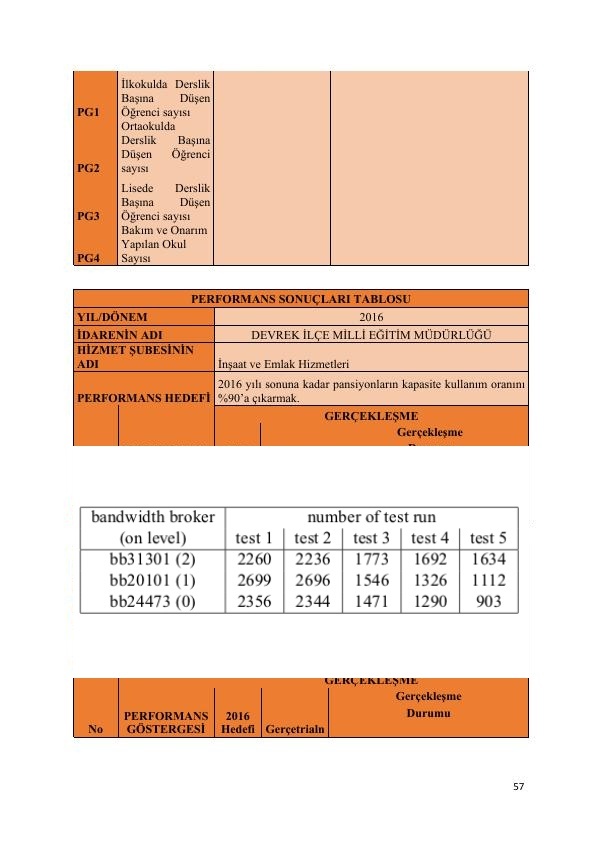 İlkokulda Derslik
Başına Düşen
PG1 Öğrenci sayısı
Ortaokulda
Derslik Başına
Düşen Öğrenci
PG2 sayısı
Lisede Derslik
Başına Düşen
PG3 Öğrenci sayısı
Bakım ve Onarım
Yapılan Okul
PG4 Sayısı
PERFORMANS SONUÇLARI TABLOSU
YIL/DÖNEM 2016
İDARENİN ADI DEVREK İLÇE MİLLİ EĞİTİM MÜDÜRLÜĞÜ
HİZMET ŞUBESİNİN
ADI İnşaat ve Emlak Hizmetleri
2016 yılı sonuna kadar pansiyonların kapasite kullanım oranını
PERFORMANS HEDEFİ %90’a çıkarmak.
GERÇEKLEŞME
Gerçekleşme
bandwidth broker number of test run
(on level) test 1 test 2 test 3 test 4 test 5
bb31301 (2) 2260 2236 1773 1692 1634
bb20101 (1) 2699 2696 1546 1326 1112
bb24473 (0) 2356 2344 1471 1290 903
GERÇEKLEŞME
Gerçekleşme
PERFORMANS 2016 Durumu
No GÖSTERGESİ Hedefi Gerçetrialn
57